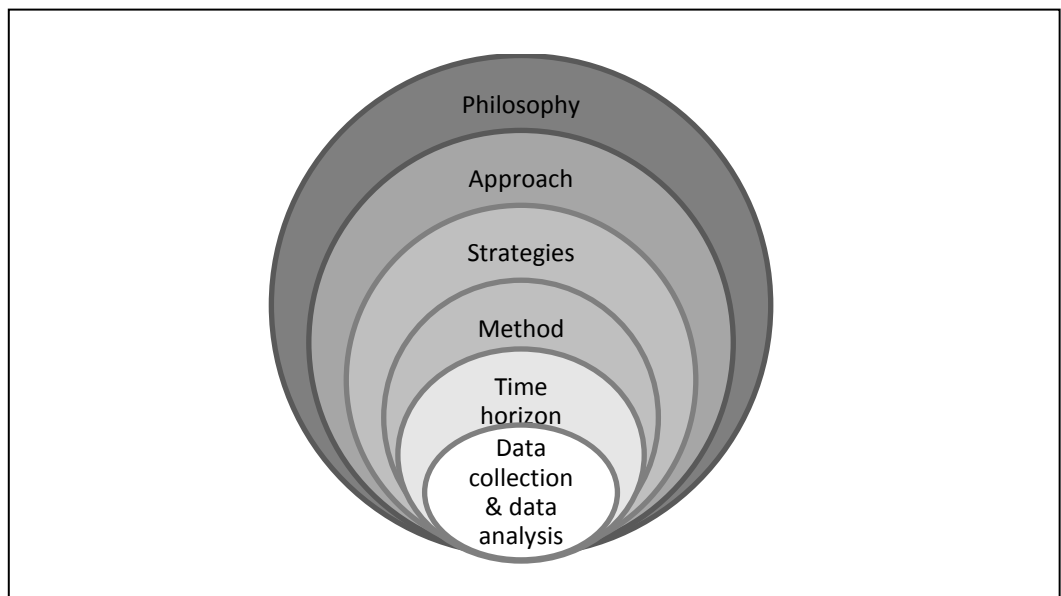 Philosophy
Approach
Strategies
Method
Time
horizon
Data
collection
& data
analysis